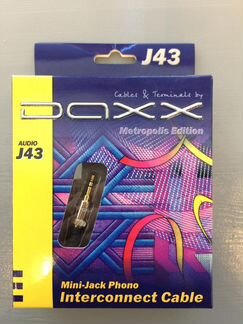 J43
Cables & Terminals by
DAXX
Metropolis Edition
AUDIO
J43
Mini-Jack Phono
Interconnect Cable